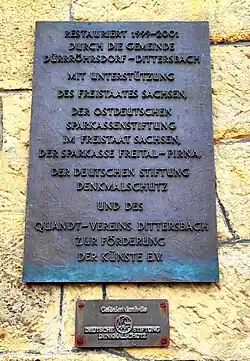 RESTAURIERT 1999–2001
DURCH DIE GEMEINDE
DÜRRRÖHRSDORF-DITTERSBACH
MIT UNTERSTÜTZUNG
DES FREISTAATES SACHSEN,
DER OSTDEUTSCHEN
SPARKASSENSTIFTUNG
IM FREISTAAT SACHSEN,
DER SPARKASSE FREITAL-PIRNA,
DER DEUTSCHEN STIFTUNG
DENKMALSCHUTZ
UND DES
QUANDT-VEREINS DITTERSBACH
ZUR FÖRDERUNG
DER KÜNSTE E.V.
Gefördert durch die
DEUTSCHE STIFTUNG
DENKMALSCHUTZ